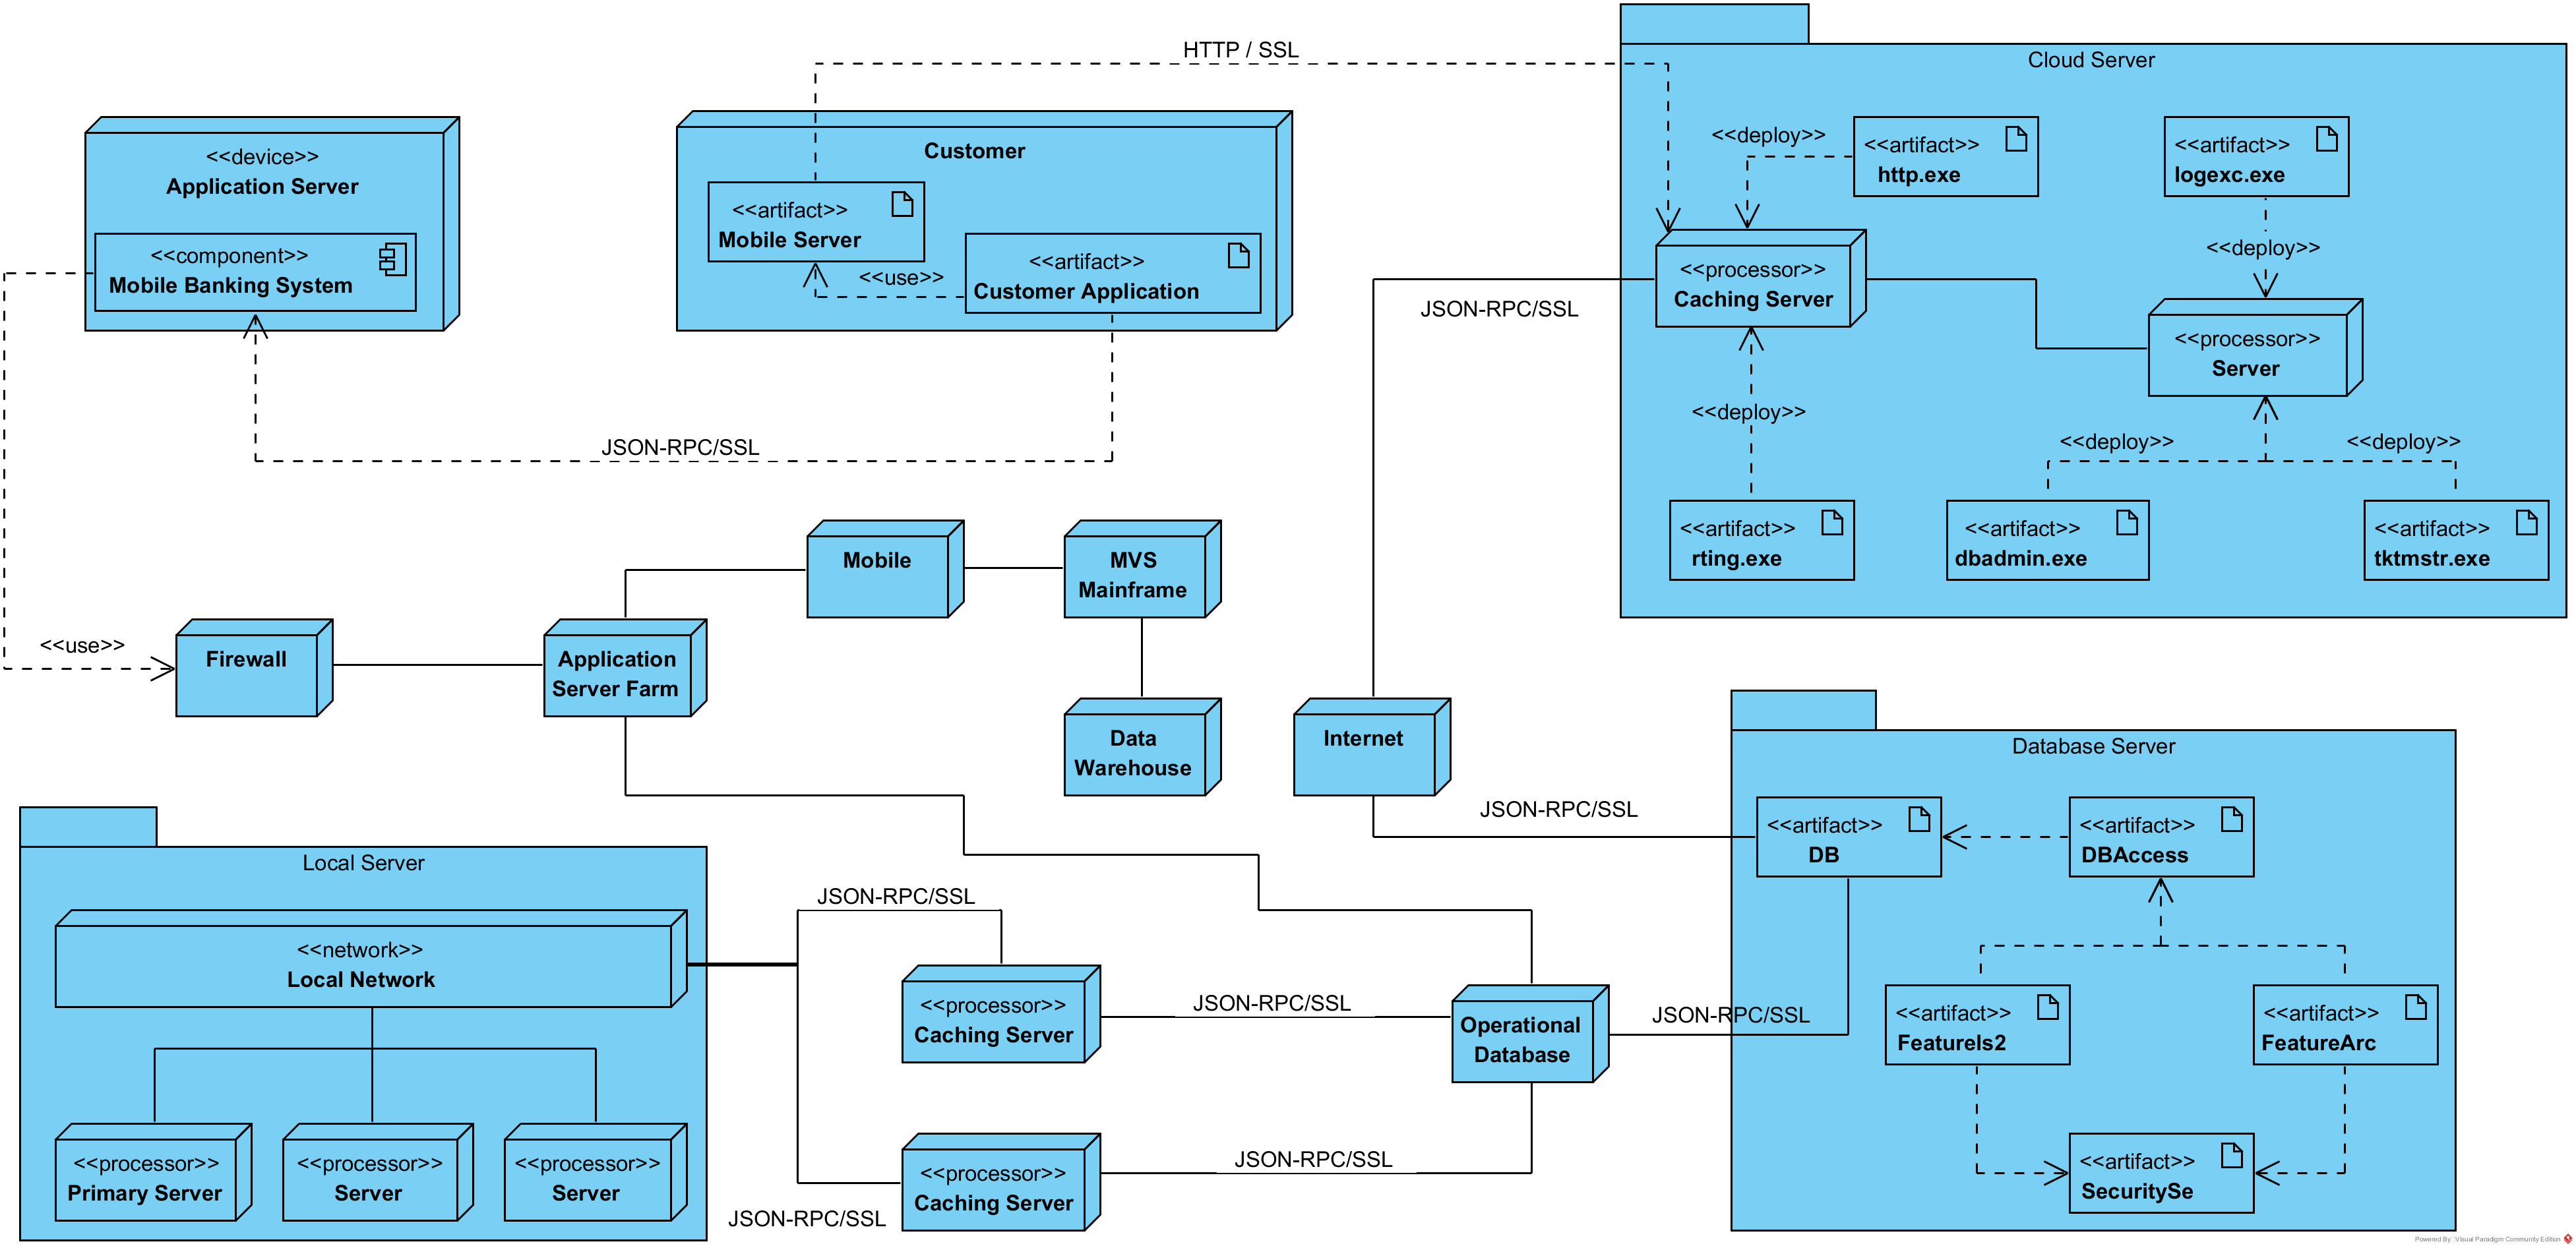 HTTP / SSL
Cloud Server
<<device>>
Application Server
<<component>>
Mobile Banking System
Customer
<<artifact>>
Mobile Server
<<use>>
<<artifact>>
Customer Application
JSON-RPC/SSL
<<deploy>>
<<artifact>>
http.exe
<<artifact>>
logexc.exe
<<deploy>>
<<processor>>
Caching Server
JSON-RPC/SSL
<<processor>>
Server
<<deploy>>
<<deploy>>
<<deploy>>
<<artifact>>
rting.exe
<<artifact>>
dbadmin.exe
<<artifact>>
tktmstr.exe
Mobile
MVS
Mainframe
<<use>>
Firewall
Application
Server Farm
Data
Warehouse
Internet
JSON-RPC/SSL
Database Server
<<artifact>>
DB
<<artifact>>
DBAccess
<<artifact>>
FeatureIs2
<<artifact>>
FeatureArc
<<artifact>>
SecuritySe
Local Server
<<network>>
Local Network
<<processor>>
Primary Server
<<processor>>
Server
<<processor>>
Server
JSON-RPC/SSL
<<processor>>
Caching Server
JSON-RPC/SSL
Operational
Database
JSON-RPC/SSL
<<processor>>
Caching Server
JSON-RPC/SSL
JSON-RPC/SSL
Powered By Visual Paradigm Community Edition